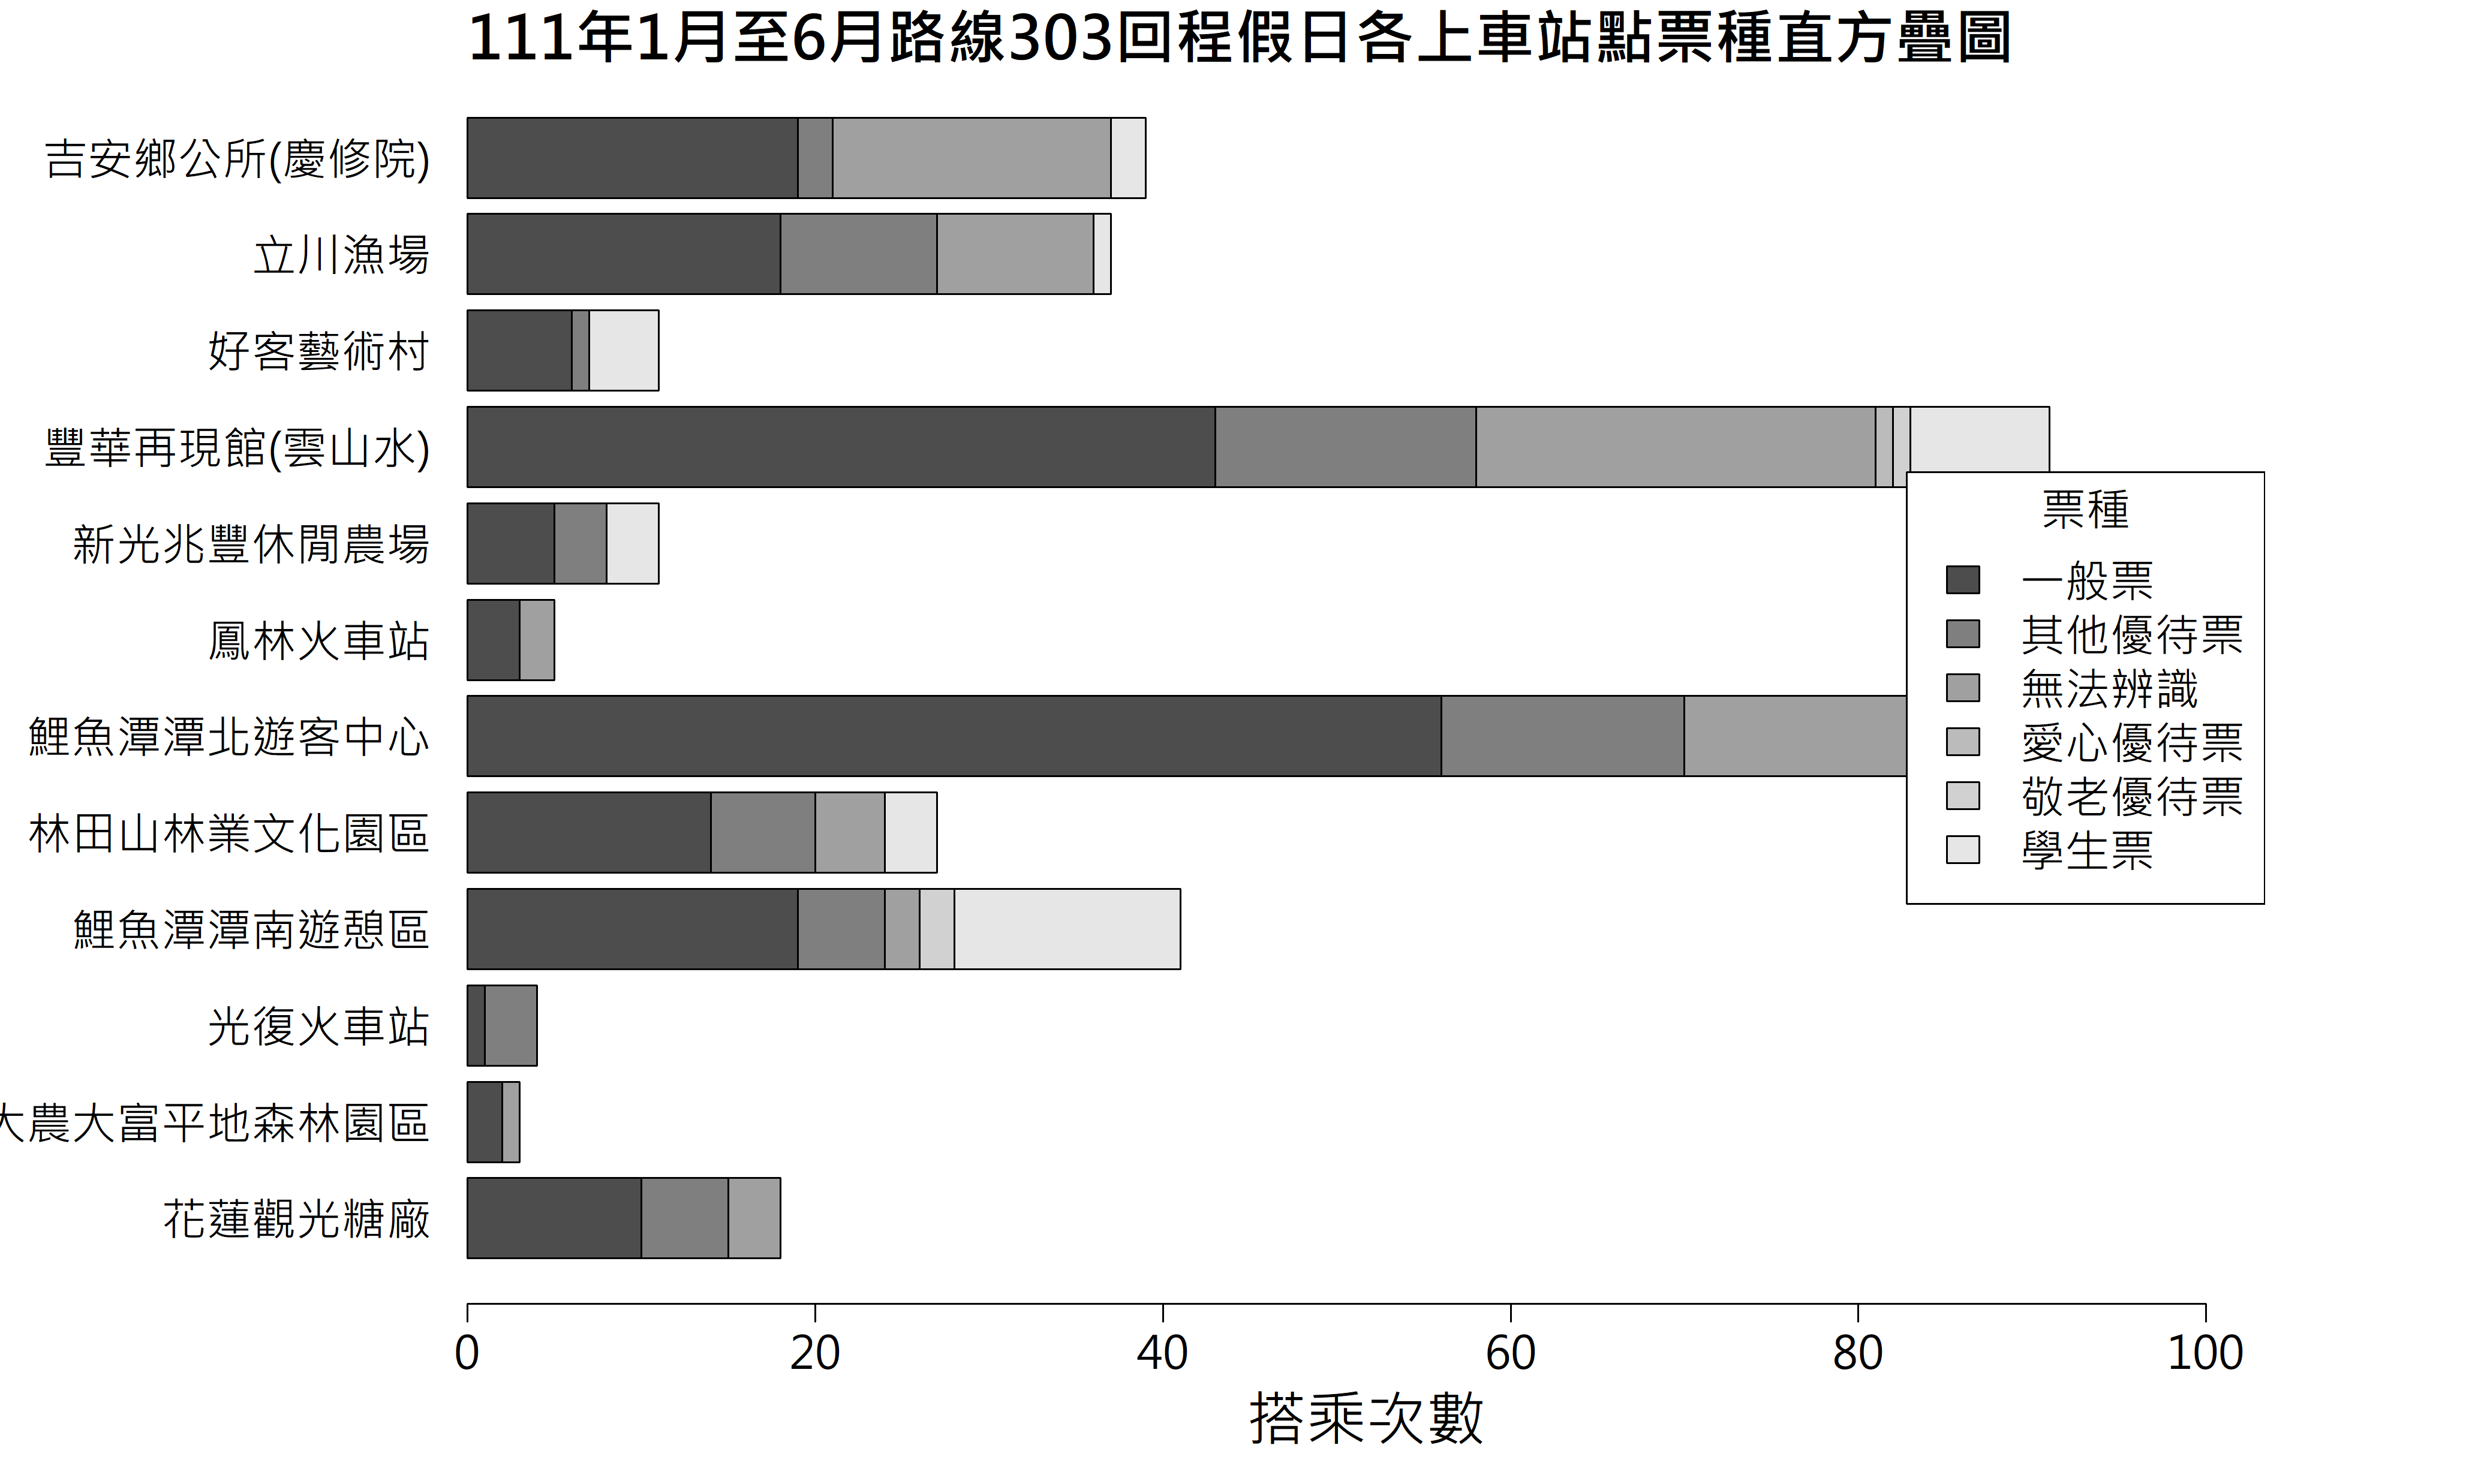 111年1月至6月路線303回程假日各上車站點票種直方疊圖
吉安鄉公所(慶修院)
立川漁場
好客藝術村
豐華再現館(雲山水)
新光兆豐休閒農場
鳳林火車站
鯉魚潭潭北遊客中心
林田山林業文化園區
鯉魚潭潭南遊憩區
光復火車站
大農大富平地森林園區
花蓮觀光糖廠
票種
一般票
其他優待票
無法辨識
愛心優待票
敬老優待票
學生票
0 20 40 60 80 100
搭乘次數